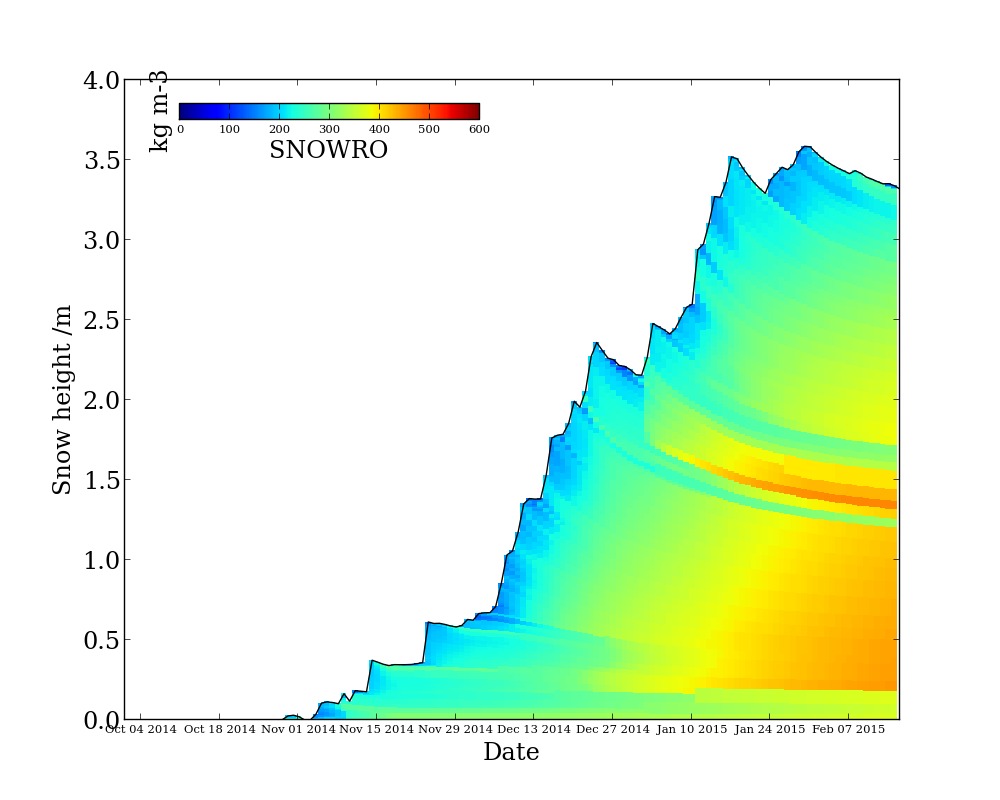 4.0
kg m-3
0 100 200 300 400 500 600
SNOWRO
3.5
3.0
2.5
Snow height /m
2.0
1.5
1.0
0.5
0.0
Oct 04 2014 Oct 18 2014 Nov 01 2014 Nov 15 2014 Nov 29 2014 Dec 13 2014 Dec 27 2014 Jan 10 2015 Jan 24 2015 Feb 07 2015
Date